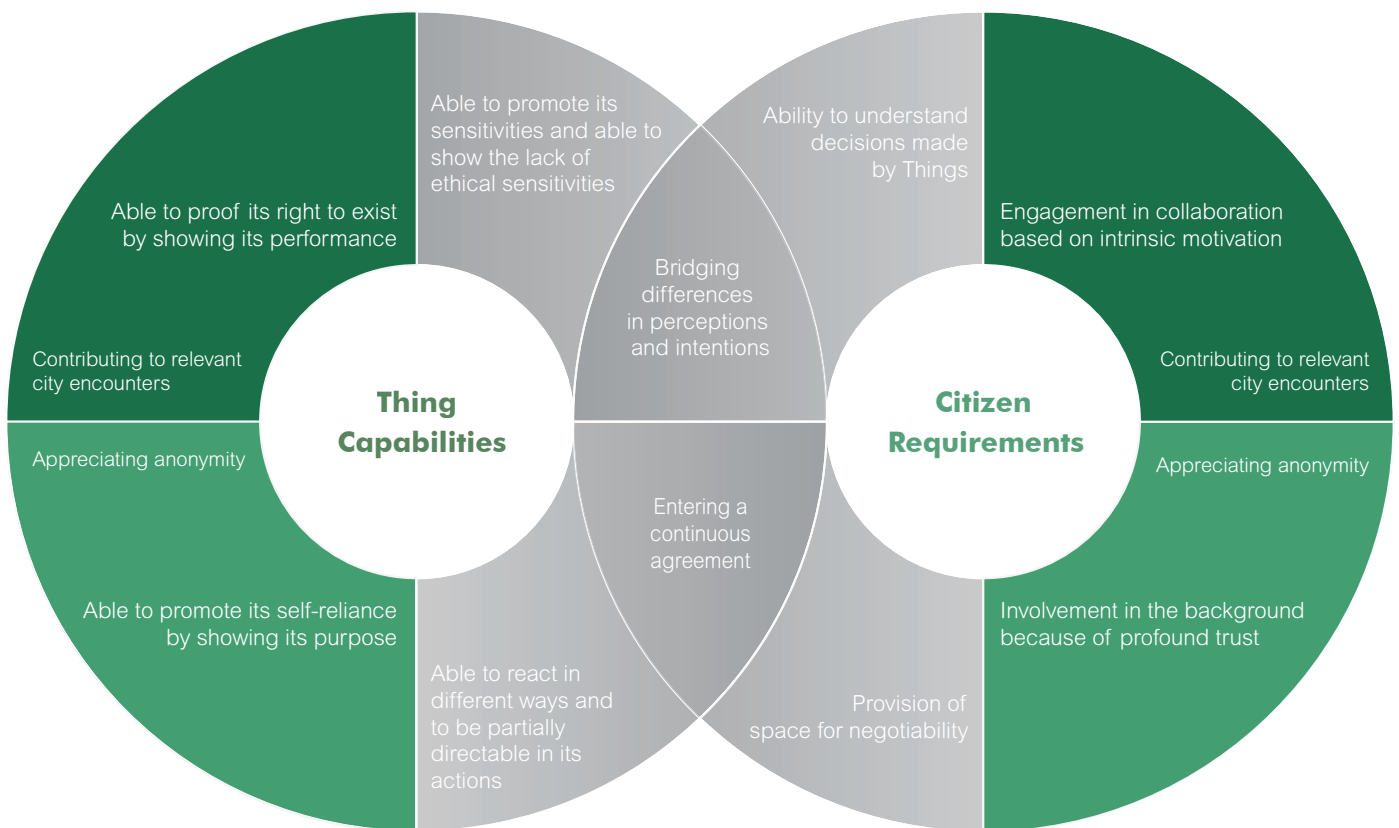 Able to promote its
sensitivities and able to
show the lack of
ethical sensitivities
Ability to understand
decisions made
by Things
Able to proof its right to exist
by showing its performance
Engagement in collaboration
based on intrinsic motivation
Bridging
differences
in perceptions
and intentions
Contributing to relevant
city encounters
Contributing to relevant
city encounters
Thing
Capabilities
Citizen
Requirements
Appreciating anonymity
Appreciating anonymity
Entering a
continuous
agreement
Able to promote its self-reliance
by showing its purpose
Involvement in the background
because of profound trust
Able to react in
different ways and
to be partially
directable in its
actions
Provision of
space for negotiability